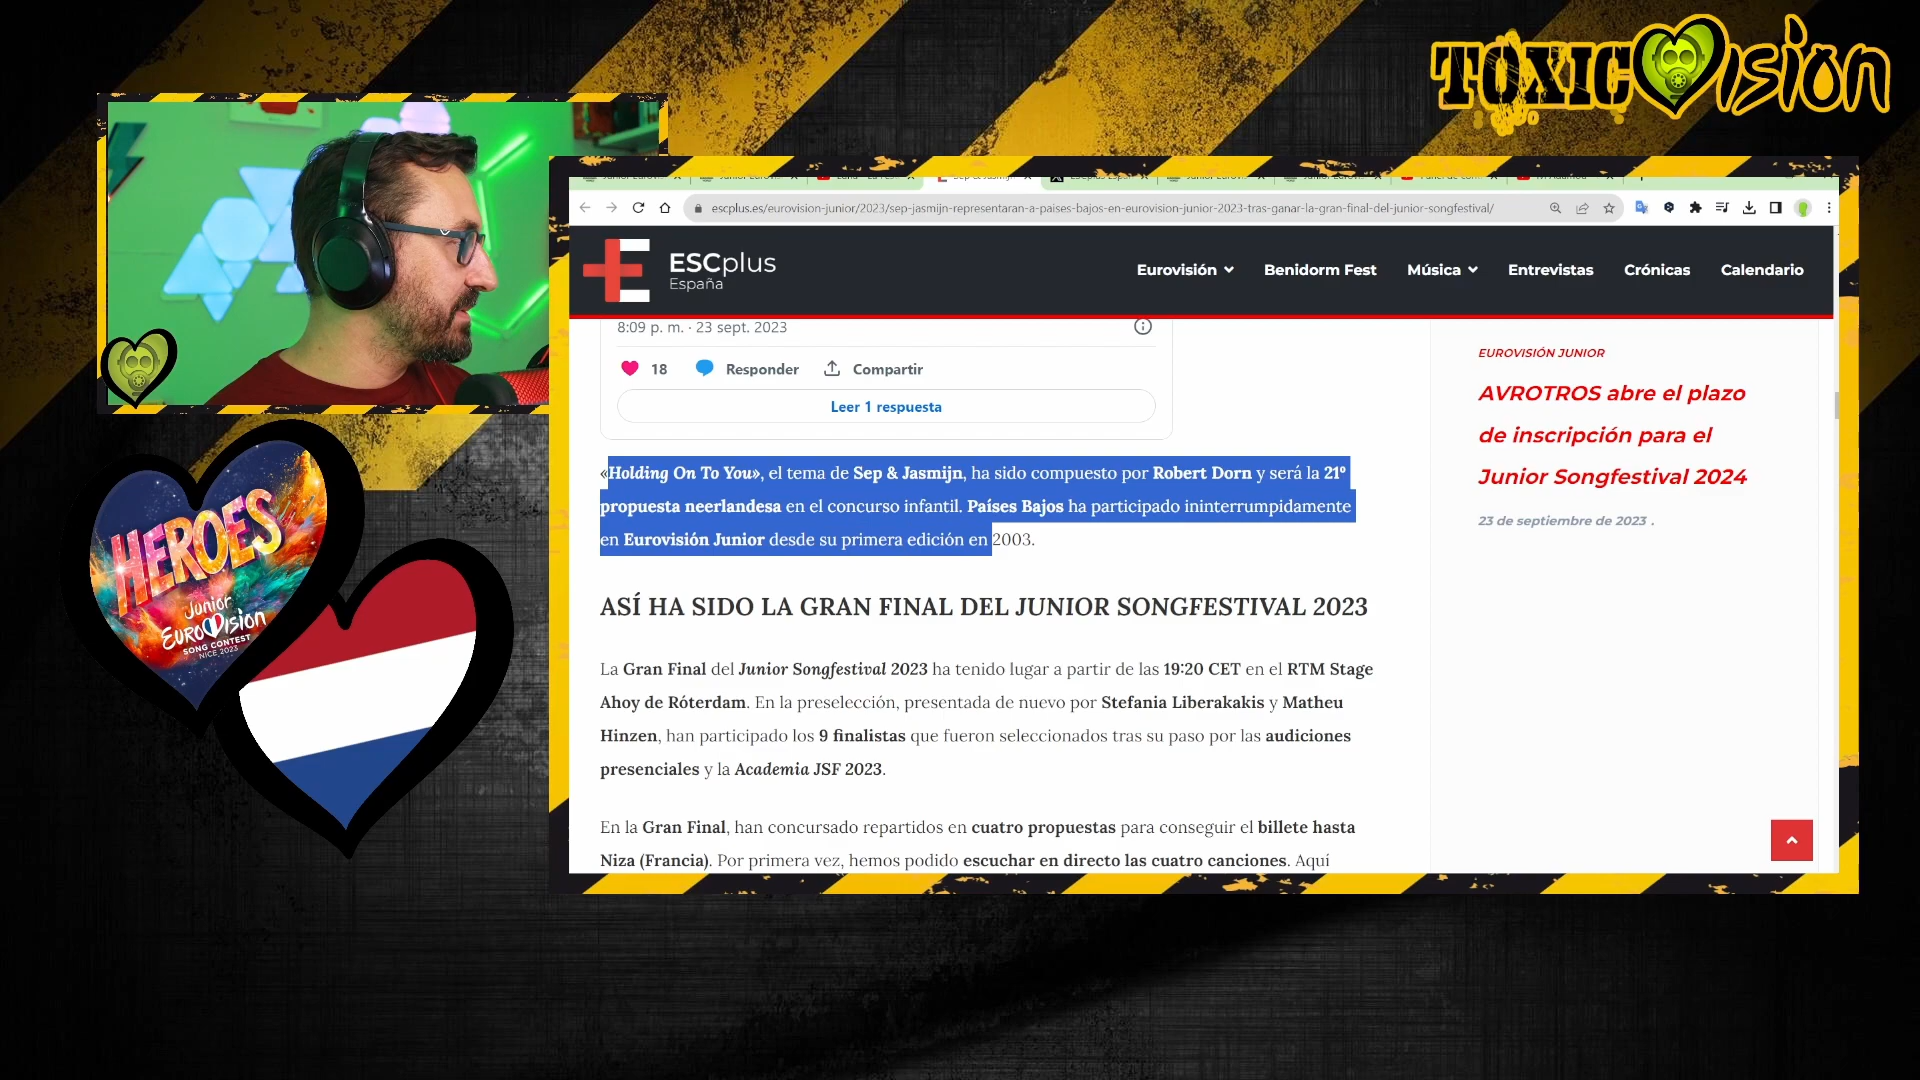 TOXIC Vision
escplus.es/eurovision-junior/2023/sep-jasmijn-representaran-a-paises-bajos-en-eurovision-junior-2023-tras-ganar-la-gran-final-del-junior-songfestival/
ESCplus
España
Eurovisión
Benidorm Fest
Música
Entrevistas
Crónicas
Calendario
8:09 p. m. · 23 sept. 2023
18
Responder
Compartir
Leer 1 respuesta
«Holding On To You», el tema de Sep & Jasmijn, ha sido compuesto por Robert Dorn y será la 21º
propuesta neerlandesa en el concurso infantil. Países Bajos ha participado ininterrumpidamente
en Eurovisión Junior desde su primera edición en 2003.
ASÍ HA SIDO LA GRAN FINAL DEL JUNIOR SONGFESTIVAL 2023
La Gran Final del Junior Songfestival 2023 ha tenido lugar a partir de las 19:20 CET en el RTM Stage
Ahoy de Róterdam. En la preselección, presentada de nuevo por Stefania Liberakakis y Matheu
Hinzen, han participado los 9 finalistas que fueron seleccionados tras su paso por las audiciones
presenciales y la Academia JSF 2023.
En la Gran Final, han concursado repartidos en cuatro propuestas para conseguir el billete hasta
Niza (Francia). Por primera vez, hemos podido escuchar en directo las cuatro canciones. Aquí
EUROVISIÓN JUNIOR
AVROTROS abre el plazo
de inscripción para el
Junior Songfestival 2024
23 de septiembre de 2023 .
HEROES
Junior
EUROVISION
SONG CONTEST
NICE 2023